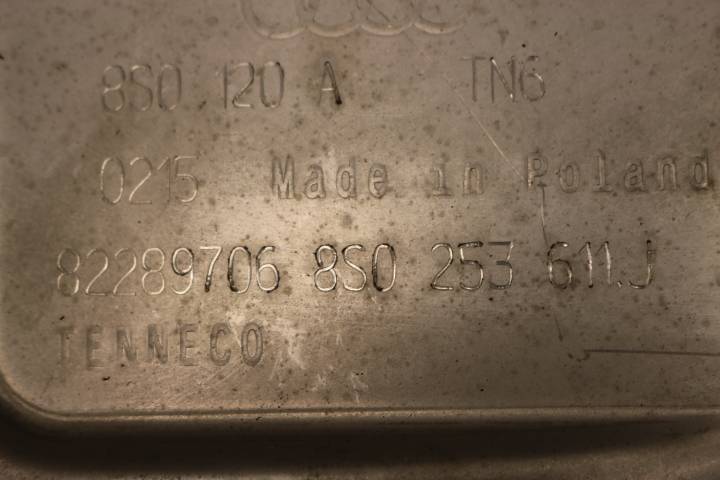 8S0 120 A TN6
0215 Made in Poland
82289706 8S0 253 611.J
TENNECO